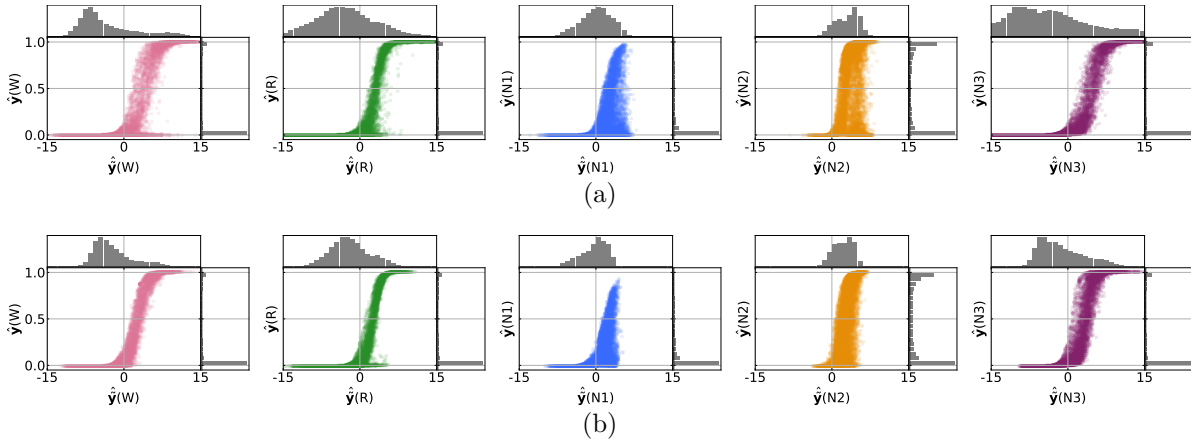 1.0
0.5
0.0
ŷ(W)
-15 0 15
ŷ̃(W)
ŷ(R)
-15 0 15
ŷ̃(R)
ŷ(N1)
-15 0 15
ŷ̃(N1)
ŷ(N2)
-15 0 15
ŷ̃(N2)
ŷ(N3)
-15 0 15
ŷ̃(N3)
(a)
1.0
0.5
0.0
ŷ(W)
-15 0 15
ŷ̃(W)
ŷ(R)
-15 0 15
ŷ̃(R)
ŷ(N1)
-15 0 15
ŷ̃(N1)
ŷ(N2)
-15 0 15
ŷ̃(N2)
ŷ(N3)
-15 0 15
ŷ̃(N3)
(b)